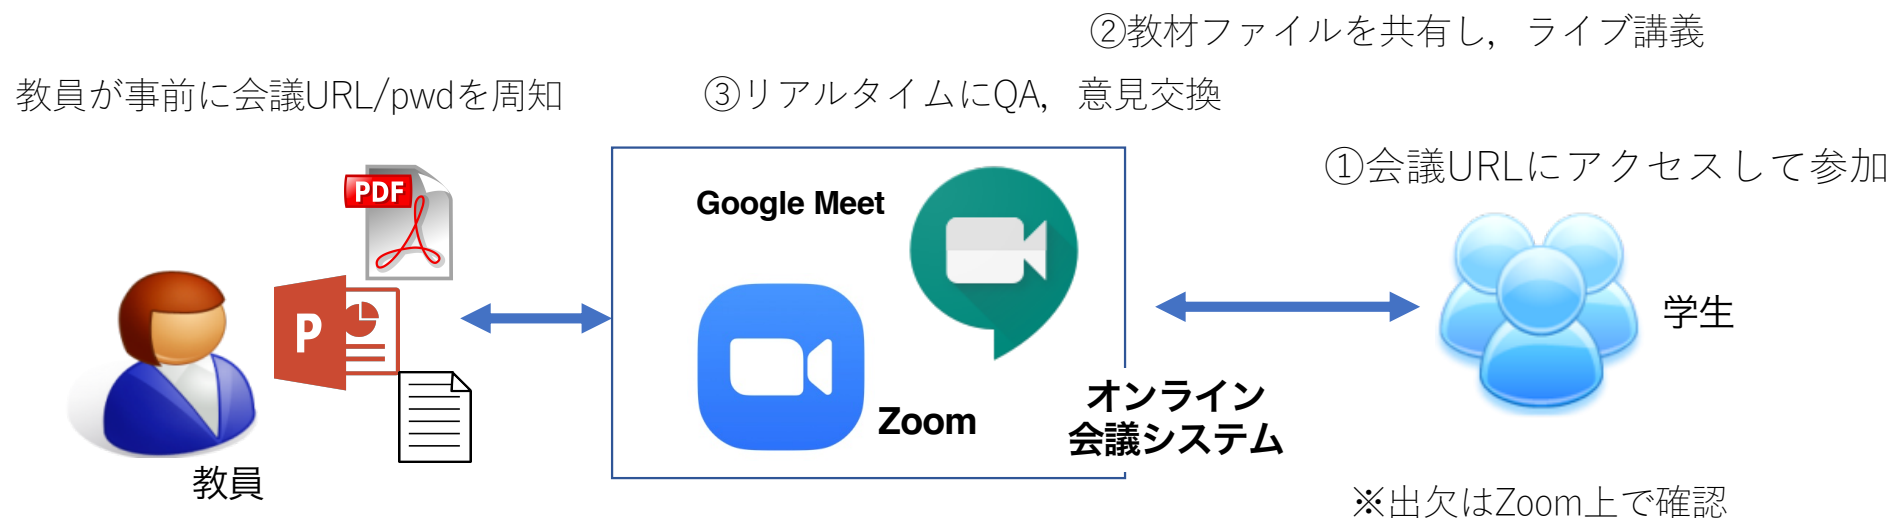 ②教材ファイルを共有し，ライブ講義
教員が事前に会議URL/pwdを周知
③リアルタイムにQA，意見交換
①会議URLにアクセスして参加
PDF
Google Meet
P
学生
オンライン
会議システム
Zoom
教員
※出欠はZoom上で確認